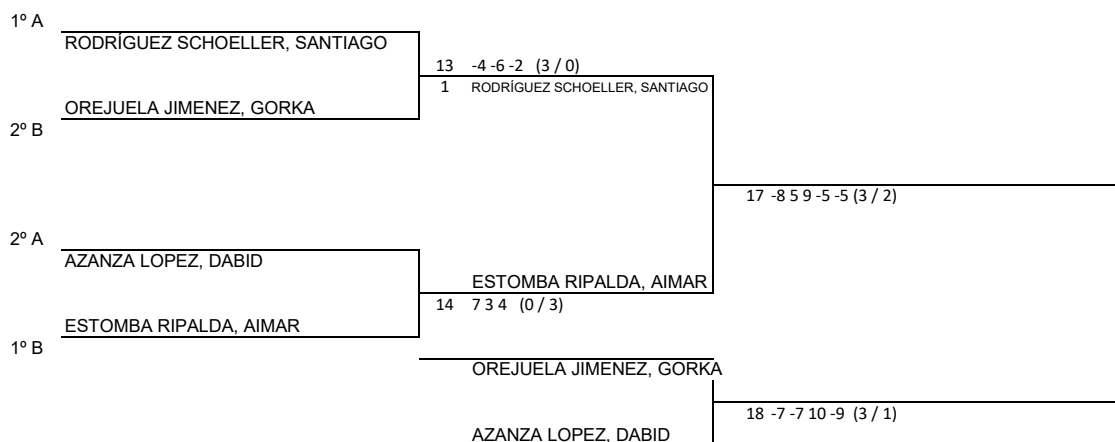 1º A
RODRÍGUEZ SCHOELLER, SANTIAGO
13 -4 -6 -2 (3 / 0)
1 RODRÍGUEZ SCHOELLER, SANTIAGO
OREJUELA JIMENEZ, GORKA
2º B
17 -8 5 9 -5 -5 (3 / 2)
2º A
AZANZA LOPEZ, DABID
ESTOMBA RIPALDA, AIMAR
14 7 3 4 (0 / 3)
ESTOMBA RIPALDA, AIMAR
1º B
OREJUELA JIMENEZ, GORKA
18 -7 -7 10 -9 (3 / 1)
AZANZA LOPEZ, DABID